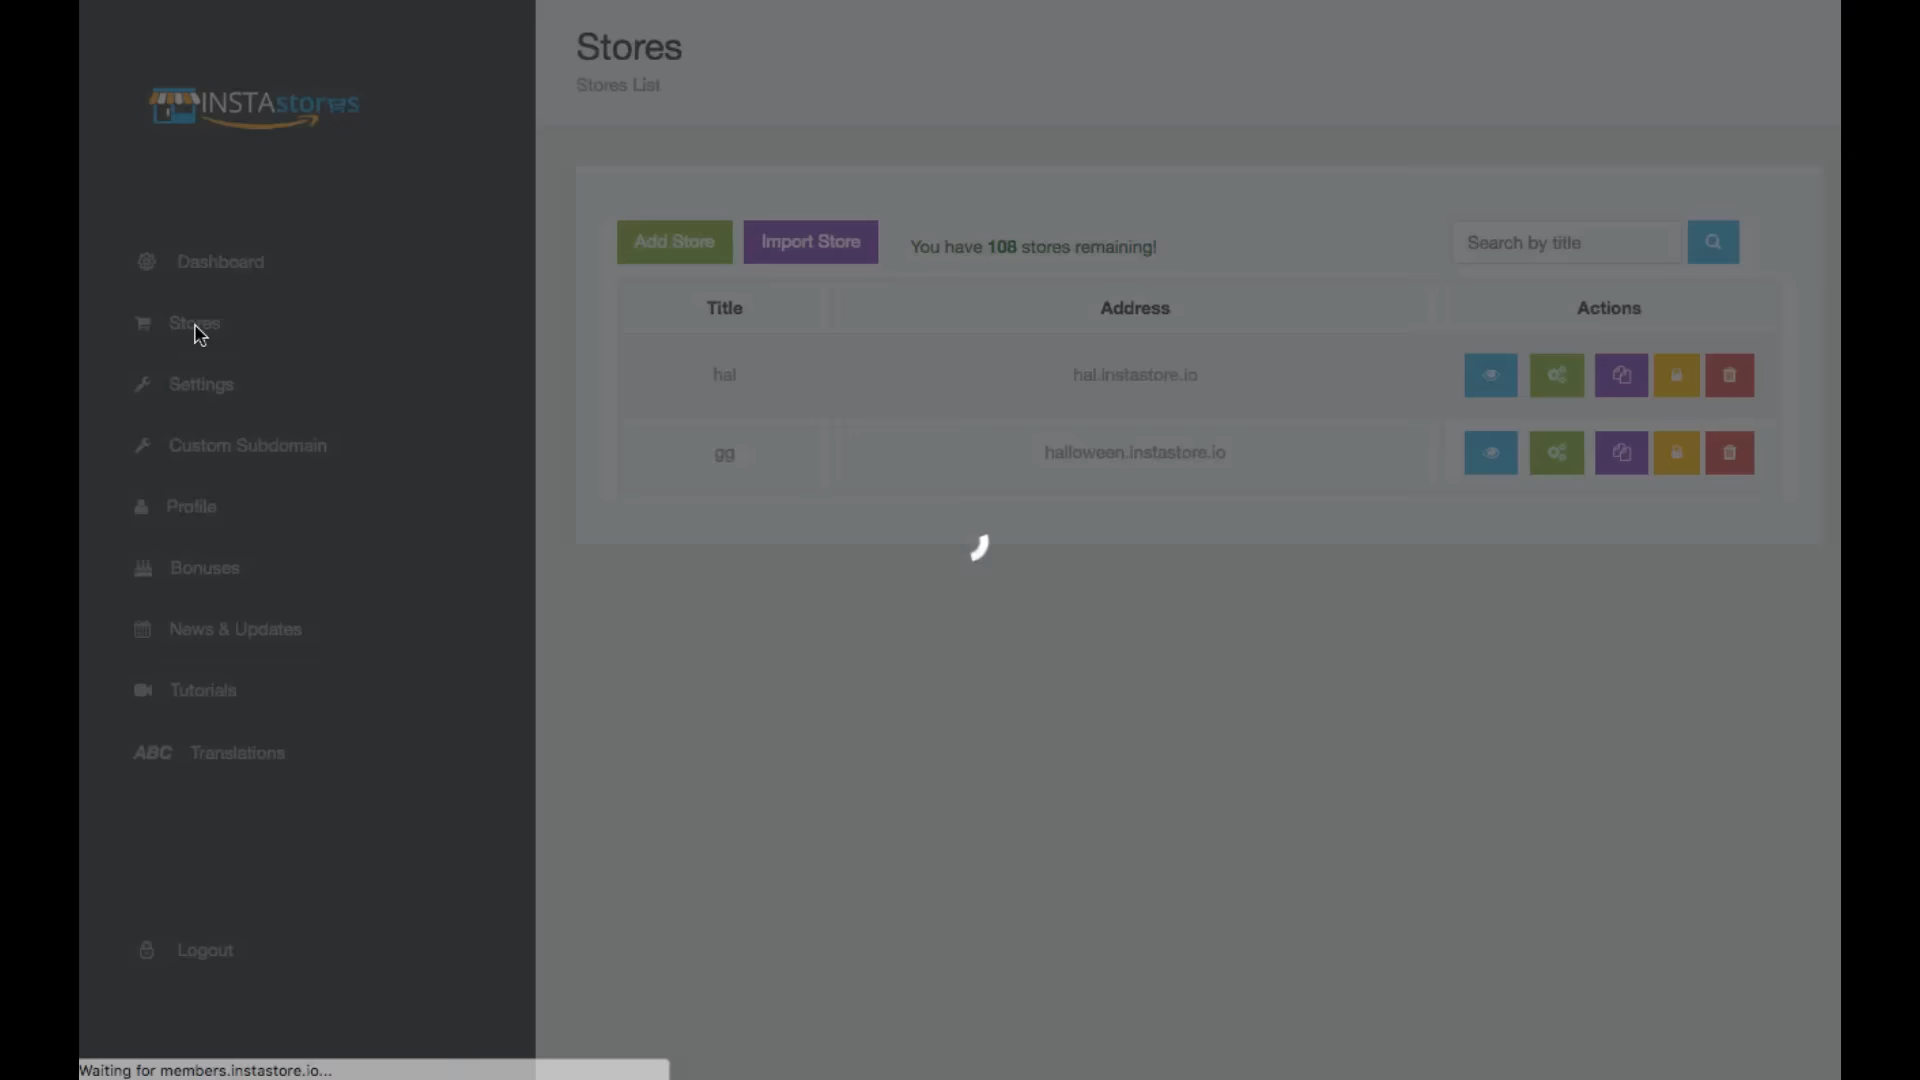 INSTAstores
Dashboard
Stores
Settings
Custom Subdomain
Profile
Bonuses
News & Updates
Tutorials
ABC Translations
Logout
Stores
Stores List
Add Store Import Store You have 108 stores remaining! Search by title
Title Address Actions
hal hal.instastore.io
gg halloween.instastore.io
Waiting for members.instastore.io...